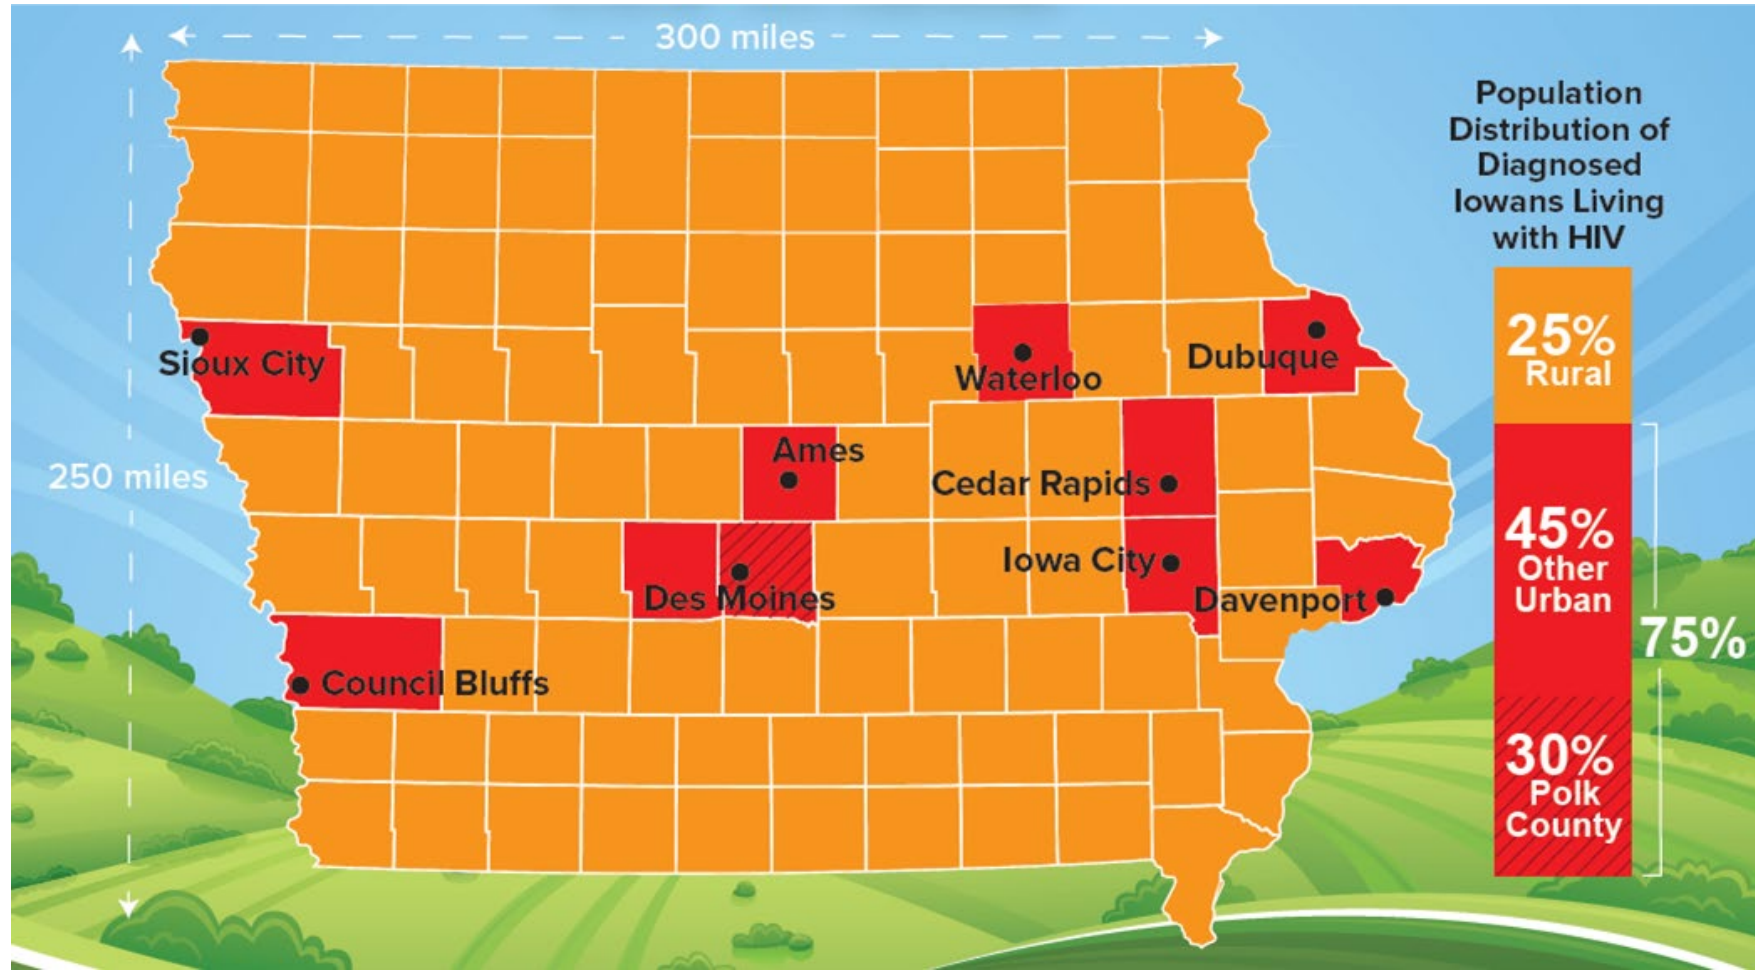 300 miles
250 miles
Sioux City
Waterloo
Dubuque
Ames
Cedar Rapids
Iowa City
Des Moines
Davenport
Council Bluffs
Population
Distribution of
Diagnosed
Iowans Living
with HIV
25%
Rural
45%
Other
Urban
75%
30%
Polk
County